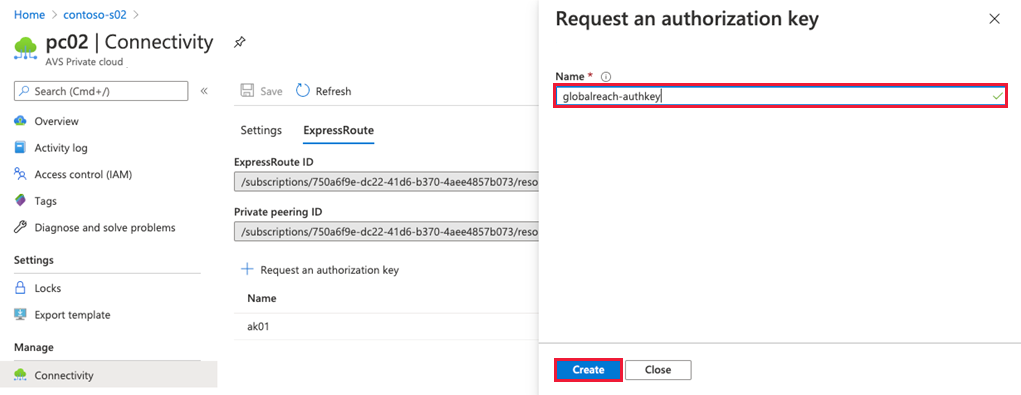 Home > contoso-s02 >
pc02 | Connectivity
AVS Private cloud
Search (Cmd+/)
«
Overview
Activity log
Access control (IAM)
Tags
Diagnose and solve problems
Settings
Locks
Export template
Manage
Connectivity
Save
Refresh
Settings
ExpressRoute
ExpressRoute ID
/subscriptions/750a6f9e-dc22-41d6-b370-4aee4857b073/reso
Private peering ID
/subscriptions/750a6f9e-dc22-41d6-b370-4aee4857b073/reso
Request an authorization key
Name
ak01
Request an authorization key
Name *
globalreach-authkey
Create
Close